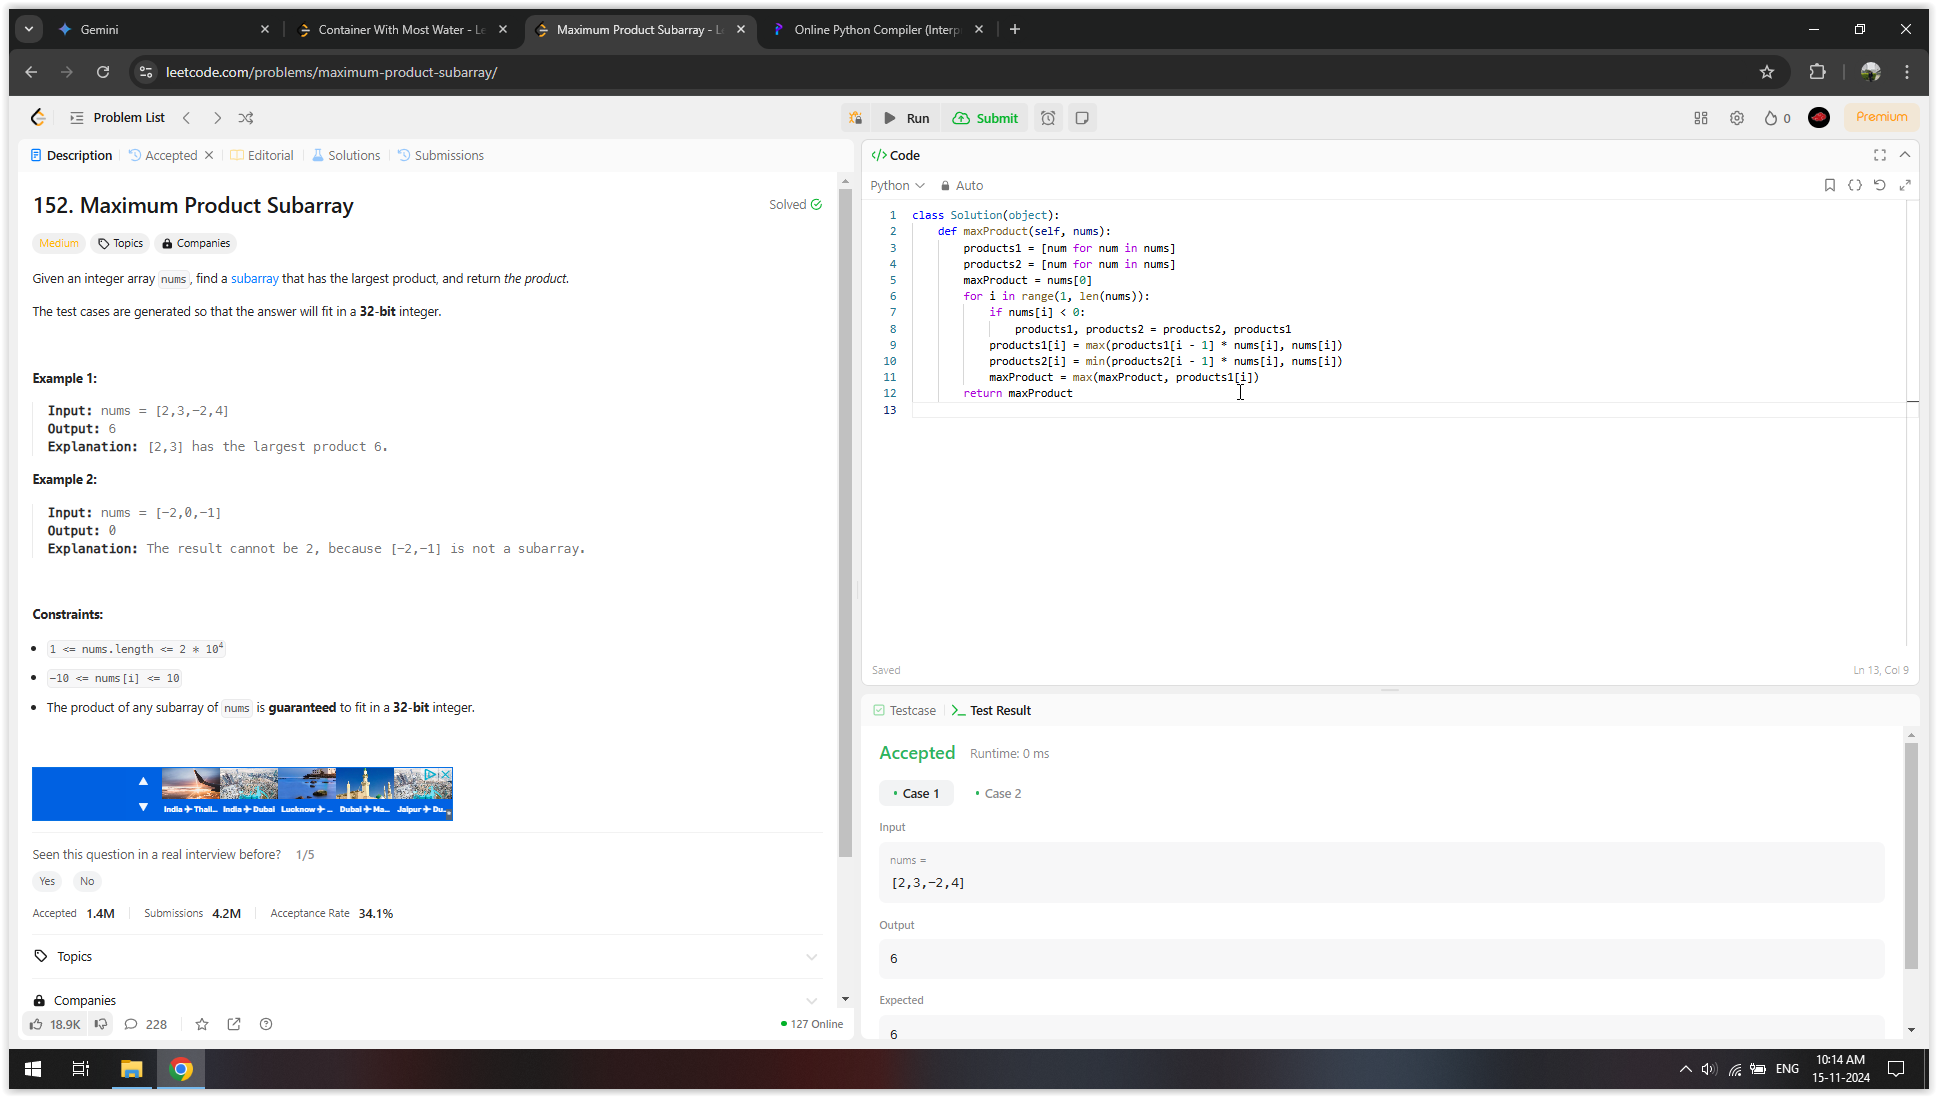 Gemini
Container With Most Water - Le
Maximum Product Subarray - L
Online Python Compiler (Interp
leetcode.com/problems/maximum-product-subarray/
Problem List
Run
Submit
0
Premium
Description
Accepted
Editorial
Solutions
Submissions
152. Maximum Product Subarray
Solved
Medium
Topics
Companies
Given an integer array nums, find a subarray that has the largest product, and return the product.
The test cases are generated so that the answer will fit in a 32-bit integer.
Example 1:
Input: nums = [2,3,-2,4]
Output: 6
Explanation: [2,3] has the largest product 6.
Example 2:
Input: nums = [-2,0,-1]
Output: 0
Explanation: The result cannot be 2, because [-2,-1] is not a subarray.
Constraints:
1 <= nums.length <= 2 * 10⁴
-10 <= nums[i] <= 10
The product of any subarray of nums is guaranteed to fit in a 32-bit integer.
India ✈ Thail...
India ✈ Dubai
Lucknow ✈ ...
Dubai ✈ Ma...
Jaipur ✈ Du...
Seen this question in a real interview before? 1/5
Yes
No
Accepted 1.4M
Submissions 4.2M
Acceptance Rate 34.1%
Topics
Companies
18.9K
228
127 Online
</> Code
Python
Auto
1 class Solution(object):
2     def maxProduct(self, nums):
3         products1 = [num for num in nums]
4         products2 = [num for num in nums]
5         maxProduct = nums[0]
6         for i in range(1, len(nums)):
7             if nums[i] < 0:
8                 products1, products2 = products2, products1
9             products1[i] = max(products1[i - 1] * nums[i], nums[i])
10             products2[i] = min(products2[i - 1] * nums[i], nums[i])
11             maxProduct = max(maxProduct, products1[i])
12         return maxProduct
13
Saved
Ln 13, Col 9
Testcase
>_ Test Result
Accepted
Runtime: 0 ms
Case 1
Case 2
Input
nums =
[2,3,-2,4]
Output
6
Expected
6
ENG
10:14 AM
15-11-2024